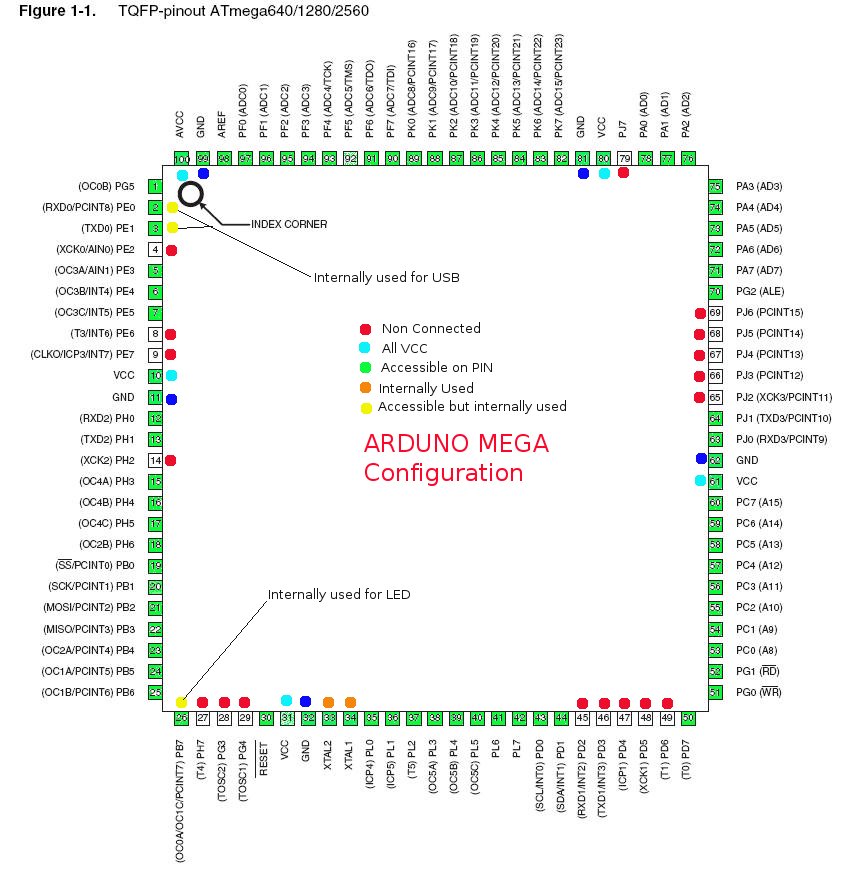 Figure 1-1. TQFP-pinout ATmega640/1280/2560
AVCC
GND
AREF
PF0 (ADC0)
PF1 (ADC1)
PF2 (ADC2)
PF3 (ADC3)
PF4 (ADC4/TCK)
PF5 (ADC5/TMS)
PF6 (ADC6/TDO)
PF7 (ADC7/TDI)
PK0 (ADC8/PCINT16)
PK1 (ADC9/PCINT17)
PK2 (ADC10/PCINT18)
PK3 (ADC11/PCINT19)
PK4 (ADC12/PCINT20)
PK5 (ADC13/PCINT21)
PK6 (ADC14/PCINT22)
PK7 (ADC15/PCINT23)
GND
VCC
PJ7
PA0 (AD0)
PA1 (AD1)
PA2 (AD2)
100 99 98 97 96 95 94 93 92 91 90 89 88 87 86 85 84 83 82 81 80 79 78 77 76
(OC0B) PG5 1
(RXD0/PCINT8) PE0 2
(TXD0) PE1 3
(XCK0/AIN0) PE2 4
(OC3A/AIN1) PE3 5
(OC3B/INT4) PE4 6
(OC3C/INT5) PE5 7
(T3/INT6) PE6 8
(CLKO/ICP3/INT7) PE7 9
VCC 10
GND 11
(RXD2) PH0 12
(TXD2) PH1 13
(XCK2) PH2 14
(OC4A) PH3 15
(OC4B) PH4 16
(OC4C) PH5 17
(OC2B) PH6 18
(SS/PCINT0) PB0 19
(SCK/PCINT1) PB1 20
(MOSI/PCINT2) PB2 21
(MISO/PCINT3) PB3 22
(OC2A/PCINT4) PB4 23
(OC1A/PCINT5) PB5 24
(OC1B/PCINT6) PB6 25
INDEX CORNER
Internally used for USB
Non Connected
All VCC
Accessible on PIN
Internally Used
Accessible but internally used
ARDUNO MEGA
Configuration
Internally used for LED
75 PA3 (AD3)
74 PA4 (AD4)
73 PA5 (AD5)
72 PA6 (AD6)
71 PA7 (AD7)
70 PG2 (ALE)
69 PJ6 (PCINT15)
68 PJ5 (PCINT14)
67 PJ4 (PCINT13)
66 PJ3 (PCINT12)
65 PJ2 (XCK3/PCINT11)
64 PJ1 (TXD3/PCINT10)
63 PJ0 (RXD3/PCINT9)
62 GND
61 VCC
60 PC7 (A15)
59 PC6 (A14)
58 PC5 (A13)
57 PC4 (A12)
56 PC3 (A11)
55 PC2 (A10)
54 PC1 (A9)
53 PC0 (A8)
52 PG1 (RD)
51 PG0 (WR)
26 27 28 29 30 31 32 33 34 35 36 37 38 39 40 41 42 43 44 45 46 47 48 49 50
(OC0A/OC1C/PCINT7) PB7
(T4) PH7
(TOSC2) PG3
(TOSC1) PG4
RESET
VCC
GND
XTAL2
XTAL1
(ICP4) PL0
(ICP5) PL1
(T5) PL2
(OC5A) PL3
(OC5B) PL4
(OC5C) PL5
PL6
PL7
(SCL/INT0) PD0
(SDA/INT1) PD1
(RXD1/INT2) PD2
(TXD1/INT3) PD3
(ICP1) PD4
(XCK1) PD5
(T1) PD6
(T0) PD7